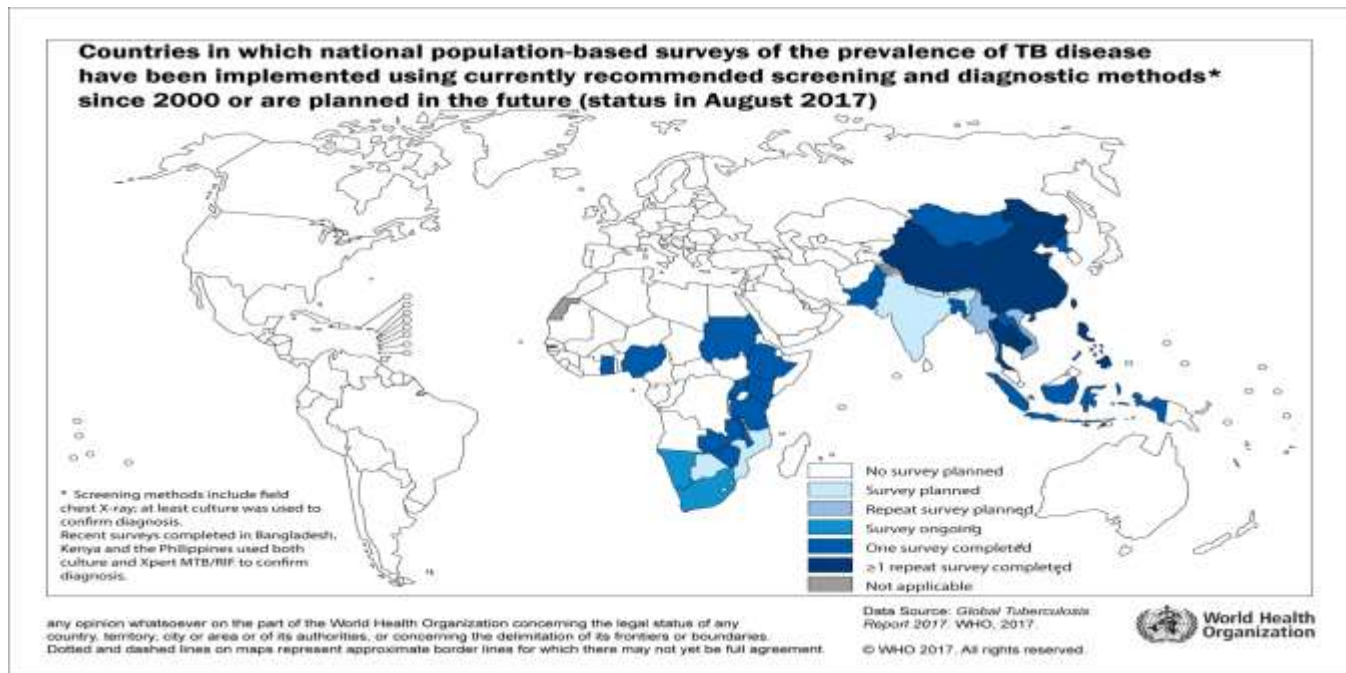 Countries in which national population-based surveys of the prevalence of TB disease
have been implemented using currently recommended screening and diagnostic methods*
since 2000 or are planned in the future (status in August 2017)
* Screening methods include field
chest X-ray; at least culture was used to
confirm diagnosis.
Recent surveys completed in Bangladesh,
Kenya and the Philippines used both
culture and Xpert MTB/RIF to confirm
diagnosis.
No survey planned
Survey planned
Repeat survey planned
Survey ongoing
One survey completed
≥1 repeat survey completed
Not applicable
any opinion whatsoever on the part of the World Health Organization concerning the legal status of any
country, territory, city or area or of its authorities, or concerning the delimitation of its frontiers or boundaries.
Dotted and dashed lines on maps represent approximate border lines for which there may not yet be full agreement.
Data Source: Global Tuberculosis
Report 2017. WHO, 2017.
© WHO 2017. All rights reserved.
World Health
Organization